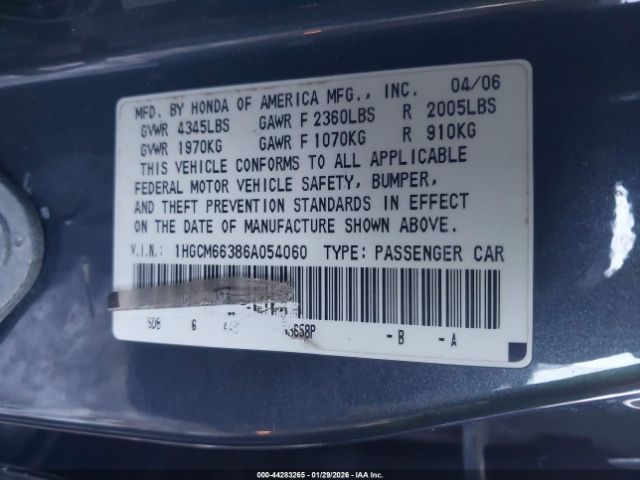 MFD. BY HONDA OF AMERICA MFG., INC. 04/06
GVWR 4345LBS GAWR F 2360LBS R 2005LBS
GVWR 1970KG GAWR F 1070KG R 910KG
THIS VEHICLE CONFORMS TO ALL APPLICABLE
FEDERAL MOTOR VEHICLE SAFETY, BUMPER,
AND THEFT PREVENTION STANDARDS IN EFFECT
ON THE DATE OF MANUFACTURE SHOWN ABOVE.
V.I.N.: 1HGCM66386A054060 TYPE: PASSENGER CAR
6 -B -A
000-44283265 | 01/29/2026 | IAA Inc.